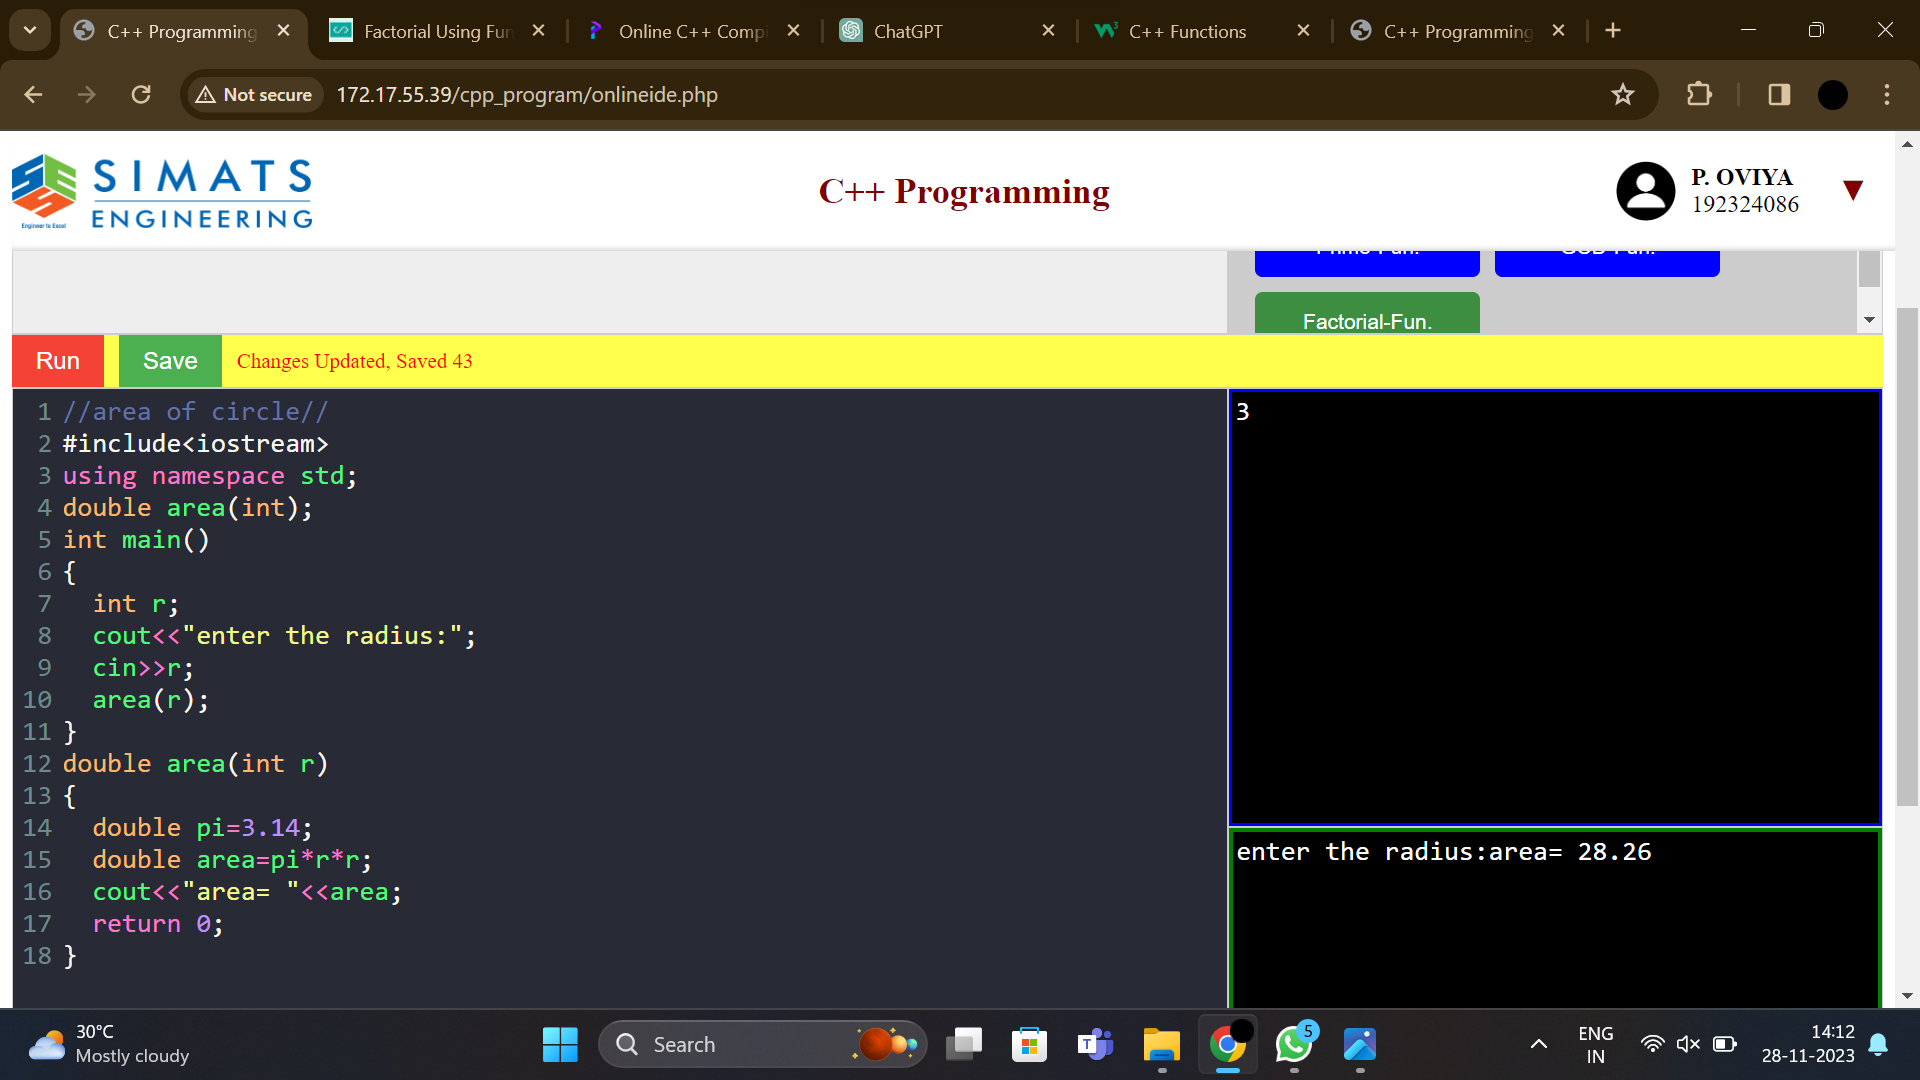 C++ Programming
Factorial Using Fun
Online C++ Compi
ChatGPT
C++ Functions
C++ Programming
Not secure
172.17.55.39/cpp_program/onlineide.php
SIMATS
ENGINEERING
Engineer to Excel
C++ Programming
P. OVIYA
192324086
Factorial-Fun.
Run
Save
Changes Updated, Saved 43
1 //area of circle//
2 #include<iostream>
3 using namespace std;
4 double area(int);
5 int main()
6 {
7 int r;
8 cout<<"enter the radius:";
9 cin>>r;
10 area(r);
11 }
12 double area(int r)
13 {
14 double pi=3.14;
15 double area=pi*r*r;
16 cout<<"area= "<<area;
17 return 0;
18 }
3
enter the radius:area= 28.26
30°C
Mostly cloudy
Search
5
ENG
IN
14:12
28-11-2023